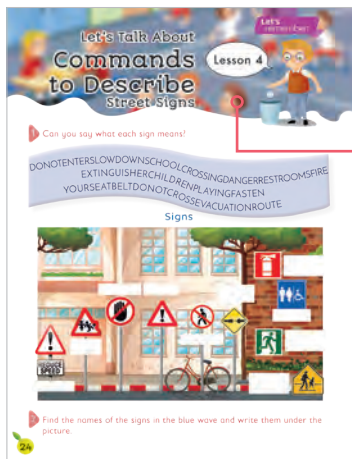 Let's
remember!
Let's Talk About
Commands
to Describe
Street Signs
Lesson 4
1 Can you say what each sign means?
DONOTENTERSLOWDOWNSCHOOLCROSSINGDANGERRESTROOMSFIRE
EXTINGUISHERCHILDRENPLAYINGFASTEN
YOURSEATBELTDONOTCROSSEVACUATIONROUTE
Signs
REDUCE
SPEED
Find the names of the signs in the blue wave and write them under the
picture.
24